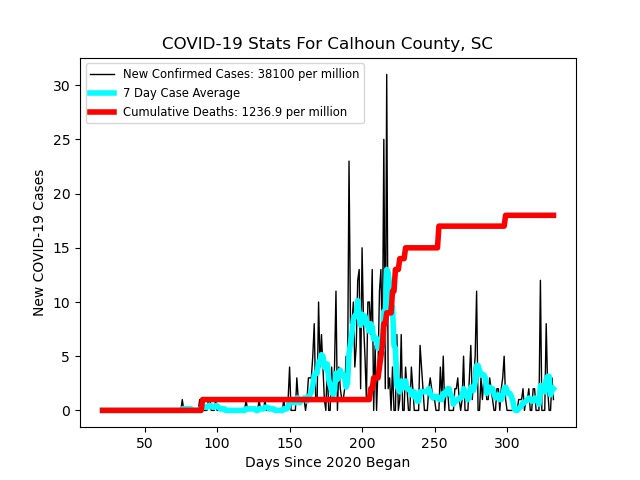 COVID-19 Stats For Calhoun County, SC
New Confirmed Cases: 38100 per million
7 Day Case Average
Cumulative Deaths: 1236.9 per million
New COVID-19 Cases
30
25
20
15
10
5
0
50
100
150
200
250
300
Days Since 2020 Began